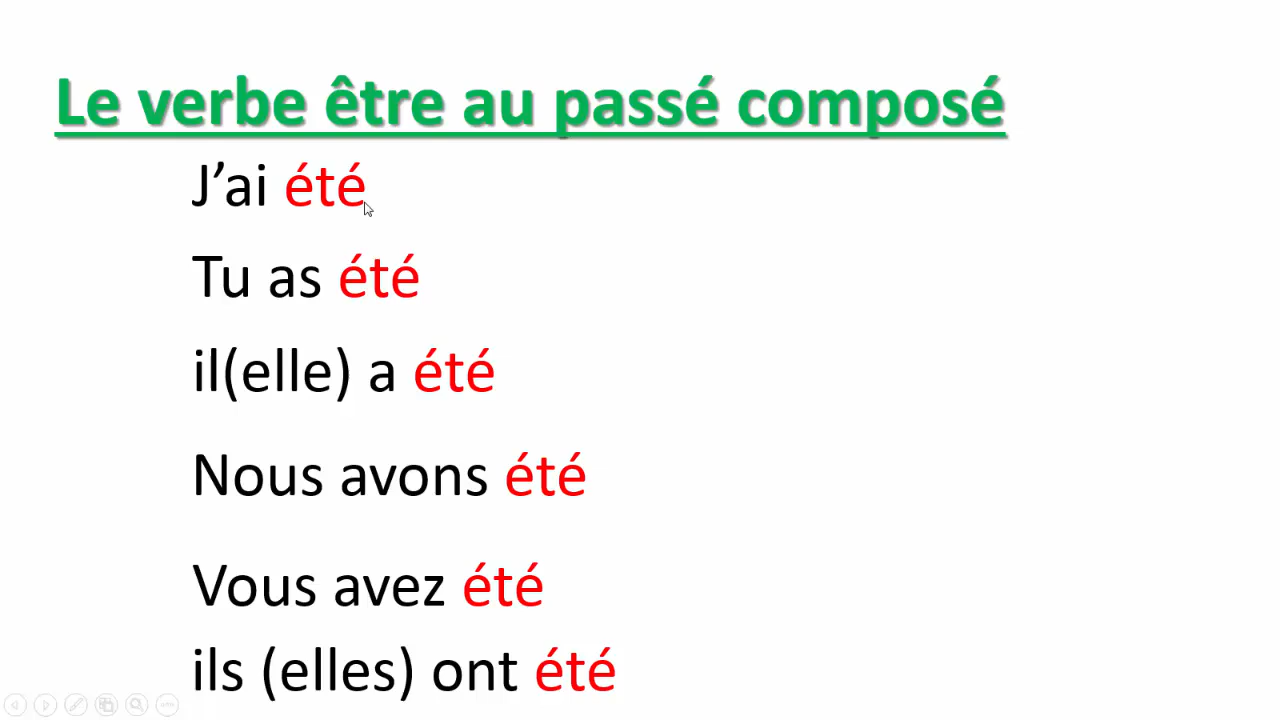 Le verbe être au passé composé
J’ai été
Tu as été
il(elle) a été
Nous avons été
Vous avez été
ils (elles) ont été